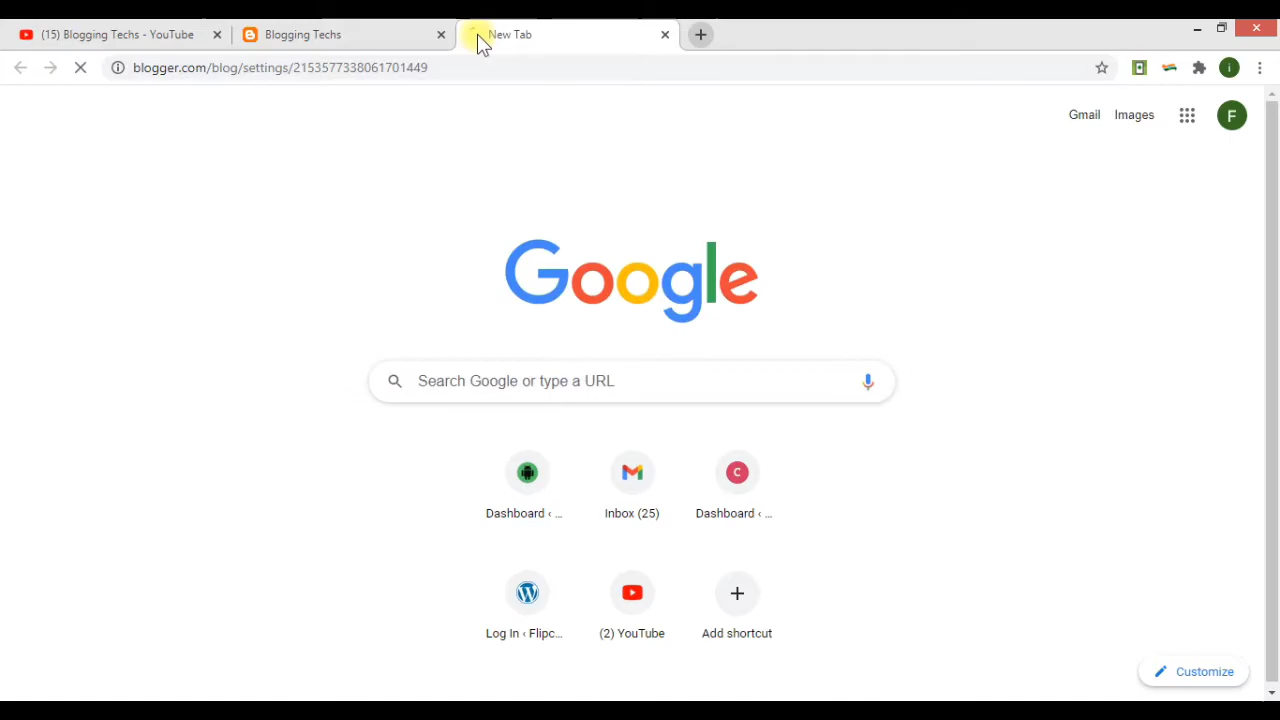 (15) Blogging Techs - YouTube
Blogging Techs
New Tab
blogger.com/blog/settings/2153577338061701449
i
Gmail
Images
F
Google
Search Google or type a URL
C
Dashboard ‹ ...
Inbox (25)
Dashboard ‹ ...
Log In ‹ Flipc...
(2) YouTube
Add shortcut
Customize